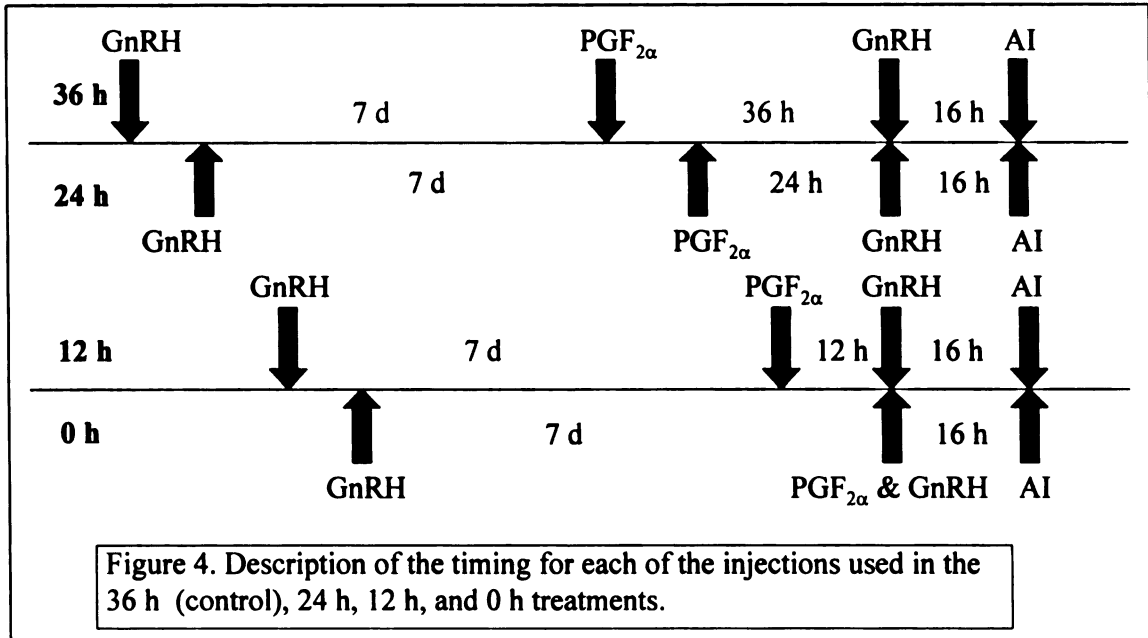 GnRH PGF2α GnRH AI
36 h 7 d 36 h 16 h
24 h 7 d 24 h 16 h
GnRH PGF2α GnRH AI
GnRH PGF2α GnRH AI
12 h 7 d 12 h 16 h
0 h 7 d 16 h
GnRH PGF2α & GnRH AI
Figure 4. Description of the timing for each of the injections used in the
36 h (control), 24 h, 12 h, and 0 h treatments.